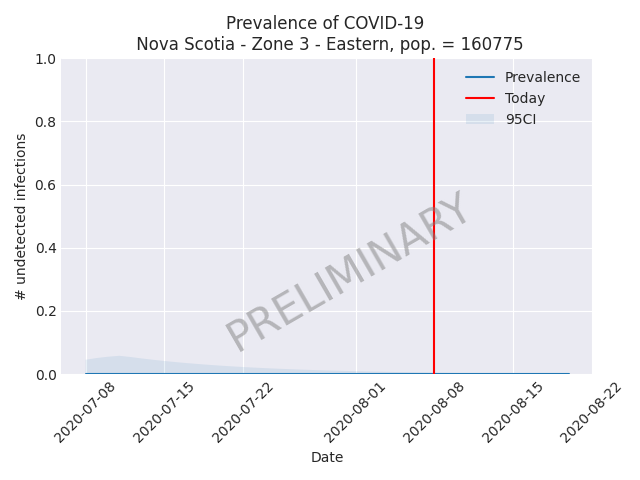 Prevalence of COVID-19
Nova Scotia - Zone 3 - Eastern, pop. = 160775
1.0
0.8
0.6
0.4
0.2
0.0
# undetected infections
Prevalence
Today
95CI
PRELIMINARY
2020-07-08
2020-07-15
2020-07-22
2020-08-01
2020-08-08
2020-08-15
2020-08-22
Date